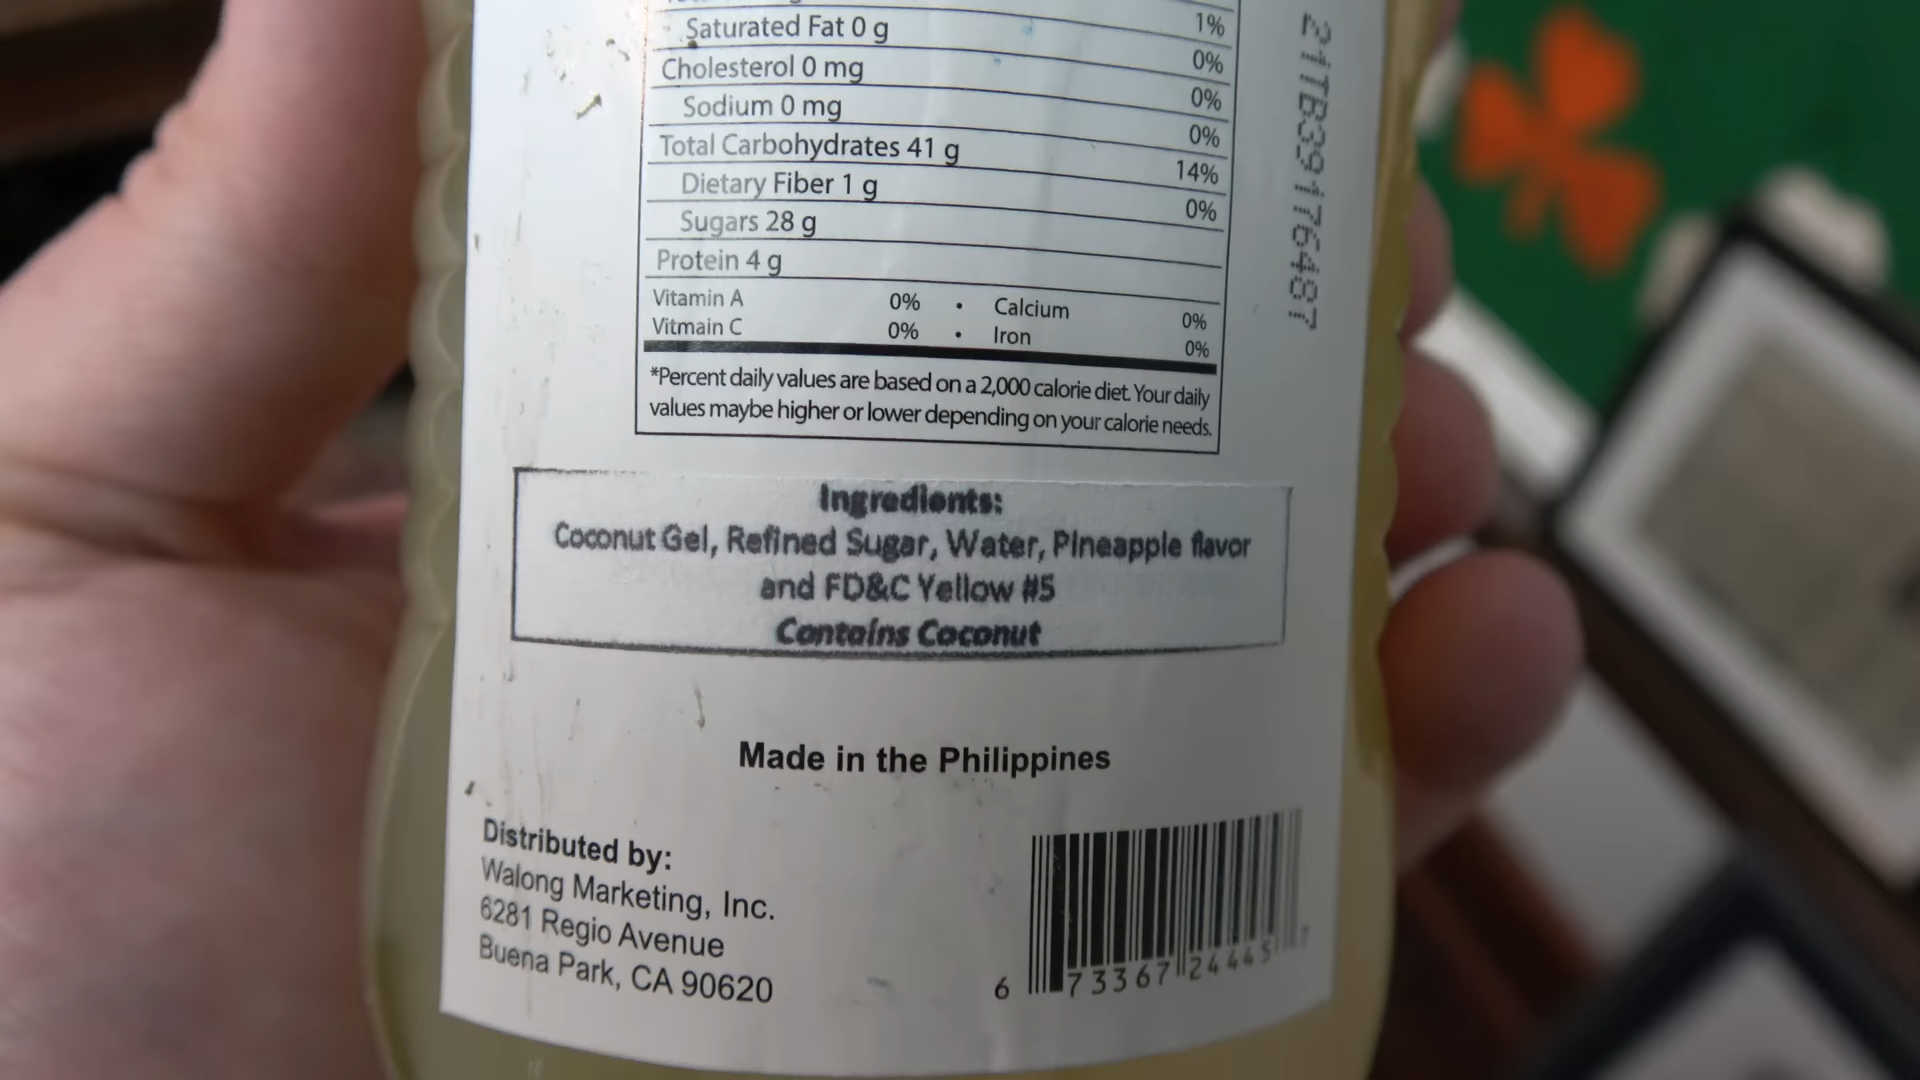 1%
Saturated Fat 0 g 0%
Cholesterol 0 mg 0%
Sodium 0 mg 0%
Total Carbohydrates 41 g 14%
Dietary Fiber 1 g 0%
Sugars 28 g
Protein 4 g
Vitamin A 0% • Calcium 0%
Vitmain C 0% • Iron 0%
*Percent daily values are based on a 2,000 calorie diet. Your daily
values maybe higher or lower depending on your calorie needs.
21TB39176487
Ingredients:
Coconut Gel, Refined Sugar, Water, Pineapple flavor
and FD&C Yellow #5
Contains Coconut
Made in the Philippines
Distributed by:
Walong Marketing, Inc.
6281 Regio Avenue
Buena Park, CA 90620
6 73367 24445 7